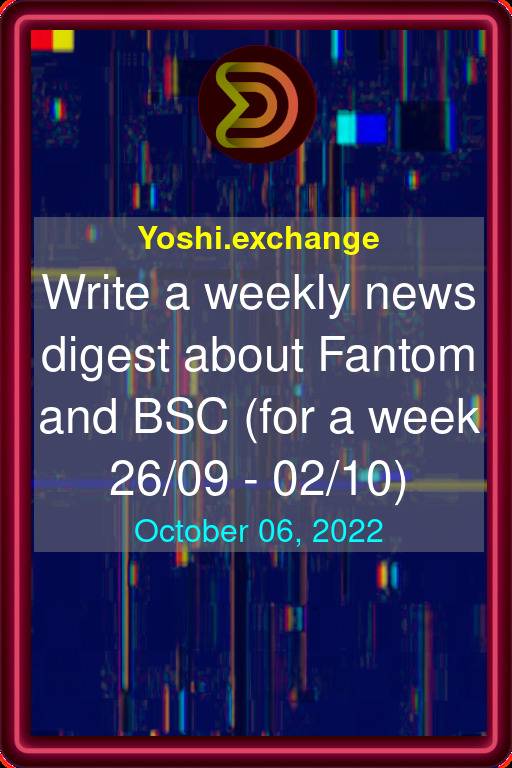 Yoshi.exchange
Write a weekly news
digest about Fantom
and BSC (for a week
26/09 - 02/10)
October 06, 2022